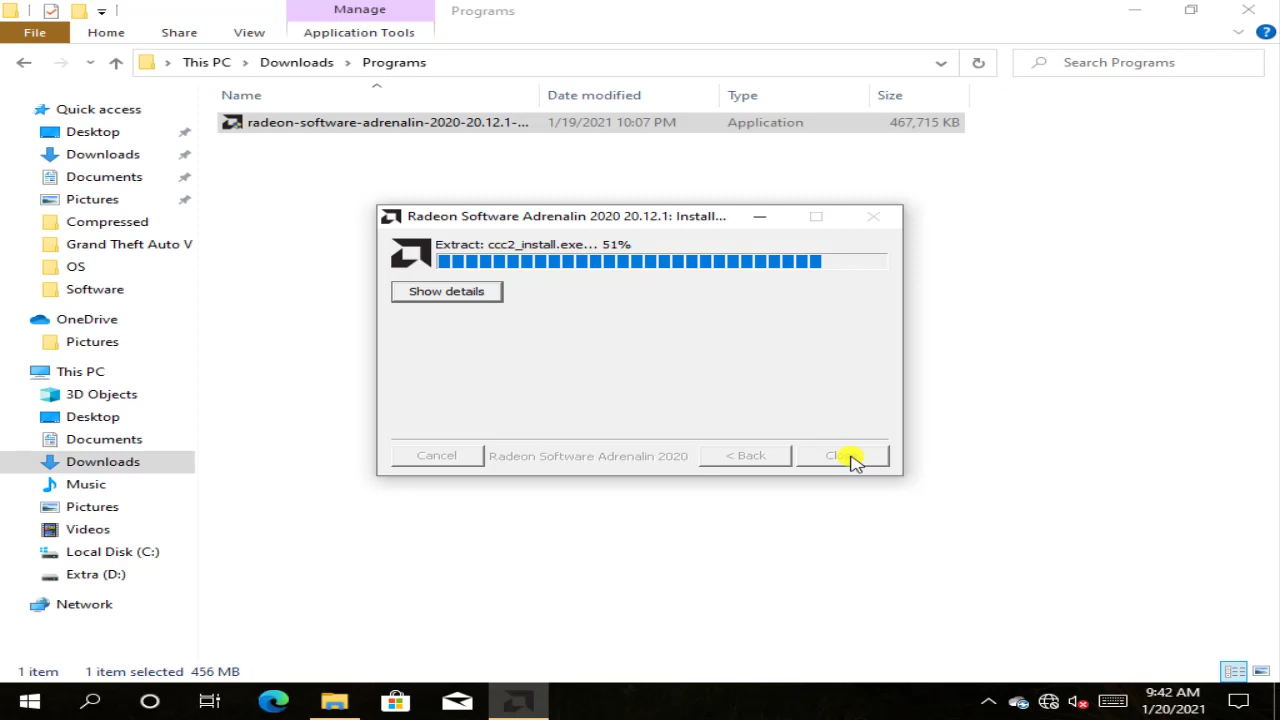 Manage
Programs
File
Home
Share
View
Application Tools
This PC
Downloads
Programs
Search Programs
Name
Date modified
Type
Size
radeon-software-adrenalin-2020-20.12.1-...
1/19/2021 10:07 PM
Application
467,715 KB
Quick access
Desktop
Downloads
Documents
Pictures
Compressed
Grand Theft Auto V
OS
Software
OneDrive
Pictures
This PC
3D Objects
Desktop
Documents
Downloads
Music
Pictures
Videos
Local Disk (C:)
Extra (D:)
Network
Radeon Software Adrenalin 2020 20.12.1: Install...
Extract: ccc2_install.exe... 51%
Show details
Cancel
Radeon Software Adrenalin 2020
< Back
1 item
1 item selected 456 MB
9:42 AM
1/20/2021